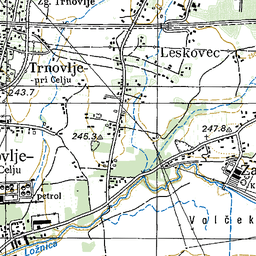 Zg. Trnovlje
Leskovec
Trnovlje-
pri Celju
243.7
245.3
247.8
vlje-
Celju
petrol
Volček
Ložnica